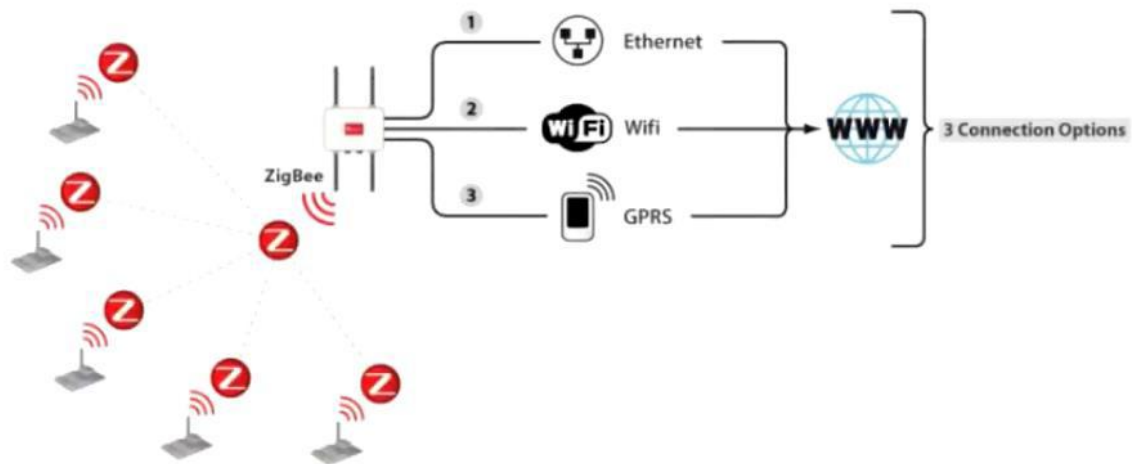 1
Ethernet
2
WiFi
Wifi
WWW
3 Connection Options
ZigBee
3
GPRS
Z
Z
Z
Z
Z
Z